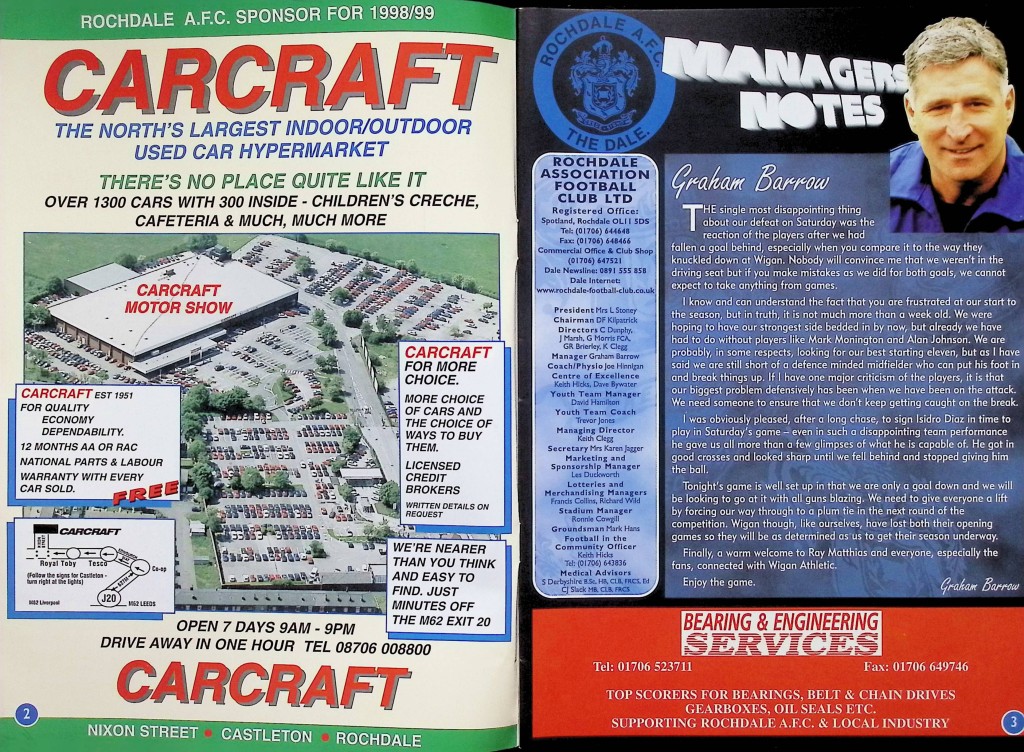 ROCHDALE A.F.C. SPONSOR FOR 1998/99
CARCRAFT
THE NORTH'S LARGEST INDOOR/OUTDOOR
USED CAR HYPERMARKET
THERE'S NO PLACE QUITE LIKE IT
OVER 1300 CARS WITH 300 INSIDE - CHILDREN'S CRECHE,
CAFETERIA & MUCH, MUCH MORE
CARCRAFT
MOTOR SHOW
CARCRAFT EST 1951
FOR QUALITY
ECONOMY
DEPENDABILITY.
12 MONTHS AA OR RAC
NATIONAL PARTS & LABOUR
WARRANTY WITH EVERY
CAR SOLD.
FREE
CARCRAFT
FOR MORE
CHOICE.
MORE CHOICE
OF CARS AND
THE CHOICE OF
WAYS TO BUY
THEM.
LICENSED
CREDIT
BROKERS
WRITTEN DETAILS ON
REQUEST
CARCRAFT
Royal Toby Tesco
Co-op
(Follow the signs for Castleton -
turn right at the lights)
J20
M62 Liverpool
M62 LEEDS
WE'RE NEARER
THAN YOU THINK
AND EASY TO
FIND. JUST
MINUTES OFF
THE M62 EXIT 20
OPEN 7 DAYS 9AM - 9PM
DRIVE AWAY IN ONE HOUR TEL 08706 008800
CARCRAFT
2
NIXON STREET • CASTLETON • ROCHDALE
ROCHDALE A.F.C.
THE DALE.
MANAGERS
NOTES
ROCHDALE
ASSOCIATION
FOOTBALL
CLUB LTD
Registered Office:
Spotland, Rochdale OL11 5DS
Tel: (01706) 644648
Fax: (01706) 648466
Commercial Office & Club Shop
(01706) 647521
Dale Newsline: 0891 555 858
Dale Internet:
www.rochdale-football-club.co.uk
President Mrs L Stoney
Chairman DF Kilpatrick
Directors C Dunphy,
J Marsh, G Morris FCA,
GR Brierley, K Clegg
Manager Graham Barrow
Coach/Physio Joe Hinnigan
Centre of Excellence
Keith Hicks, Dave Bywater
Youth Team Manager
David Hamilton
Youth Team Coach
Trevor Jones
Managing Director
Keith Clegg
Secretary Mrs Karen Jagger
Marketing and
Sponsorship Manager
Les Duckworth
Lotteries and
Merchandising Managers
Francis Collins, Richard Wild
Stadium Manager
Ronnie Cowgill
Groundsman Mark Hans
Football in the
Community Officer
Keith Hicks
Tel: (01706) 643836
Medical Advisors
S Darbyshire B.Sc. HB, CLB, FRCS, Ed
CJ Slack MB, CLB, FRCS
Graham Barrow
THE single most disappointing thing
about our defeat on Saturday was the
reaction of the players after we had
fallen a goal behind, especially when you compare it to the way they
knuckled down at Wigan. Nobody will convince me that we weren't in the
driving seat but if you make mistakes as we did for both goals, we cannot
expect to take anything from games.
I know and can understand the fact that you are frustrated at our start to
the season, but in truth, it is not much more than a week old. We were
hoping to have our strongest side bedded in by now, but already we have
had to do without players like Mark Monington and Alan Johnson. We are
probably, in some respects, looking for our best starting eleven, but as I have
said we are still short of a defence minded midfielder who can put his foot in
and break things up. If I have one major criticism of the players, it is that
our biggest problem defensively has been when we have been on the attack.
We need someone to ensure that we don't keep getting caught on the break.
I was obviously pleased, after a long chase, to sign Isidro Diaz in time to
play in Saturday's game – even in such a disappointing team performance
he gave us all more than a few glimpses of what he is capable of. He got in
good crosses and looked sharp until we fell behind and stopped giving him
the ball.
Tonight's game is well set up in that we are only a goal down and we will
be looking to go at it with all guns blazing. We need to give everyone a lift
by forcing our way through to a plum tie in the next round of the
competition. Wigan though, like ourselves, have lost both their opening
games so they will be as determined as us to get their season underway.
Finally, a warm welcome to Ray Matthias and everyone, especially the
fans, connected with Wigan Athletic.
Enjoy the game.
Graham Barrow
BEARING & ENGINEERING
SERVICES
Tel: 01706 523711 Fax: 01706 649746
TOP SCORERS FOR BEARINGS, BELT & CHAIN DRIVES
GEARBOXES, OIL SEALS ETC.
SUPPORTING ROCHDALE A.F.C. & LOCAL INDUSTRY
3